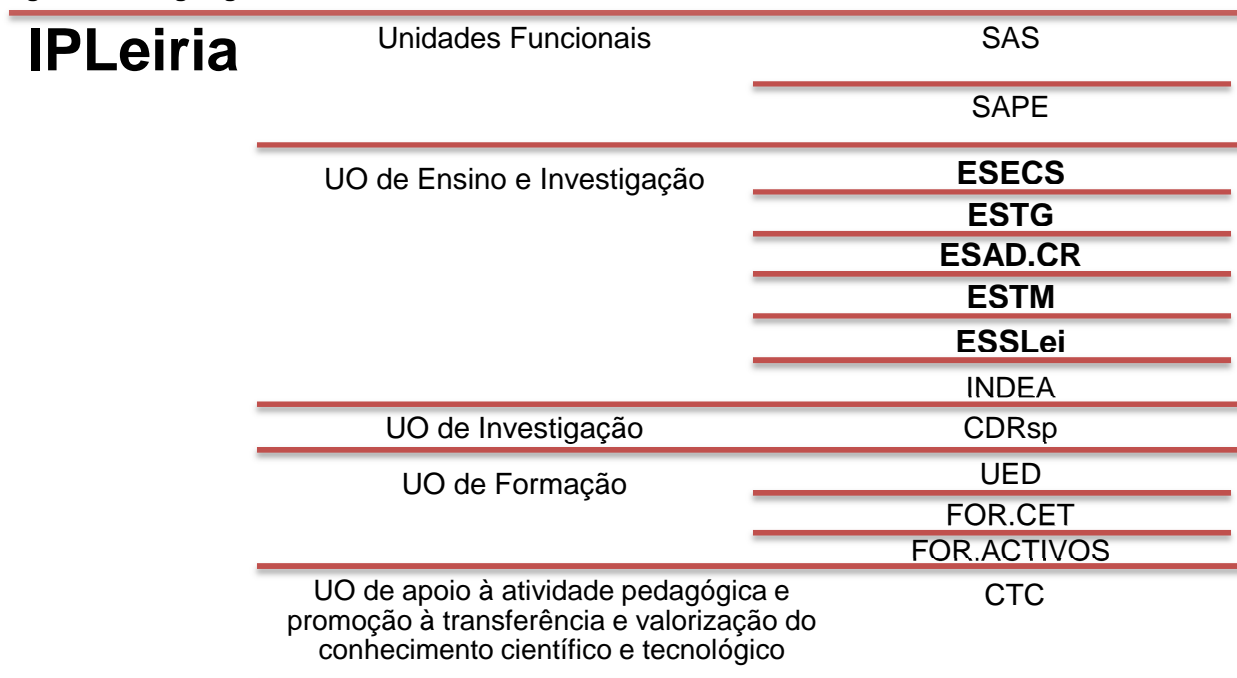 IPLeiria
Unidades Funcionais
SAS
SAPE
UO de Ensino e Investigação
ESECS
ESTG
ESAD.CR
ESTM
ESSLei
INDEA
UO de Investigação
CDRsp
UO de Formação
UED
FOR.CET
FOR.ACTIVOS
UO de apoio à atividade pedagógica e
promoção à transferência e valorização do
conhecimento científico e tecnológico
CTC